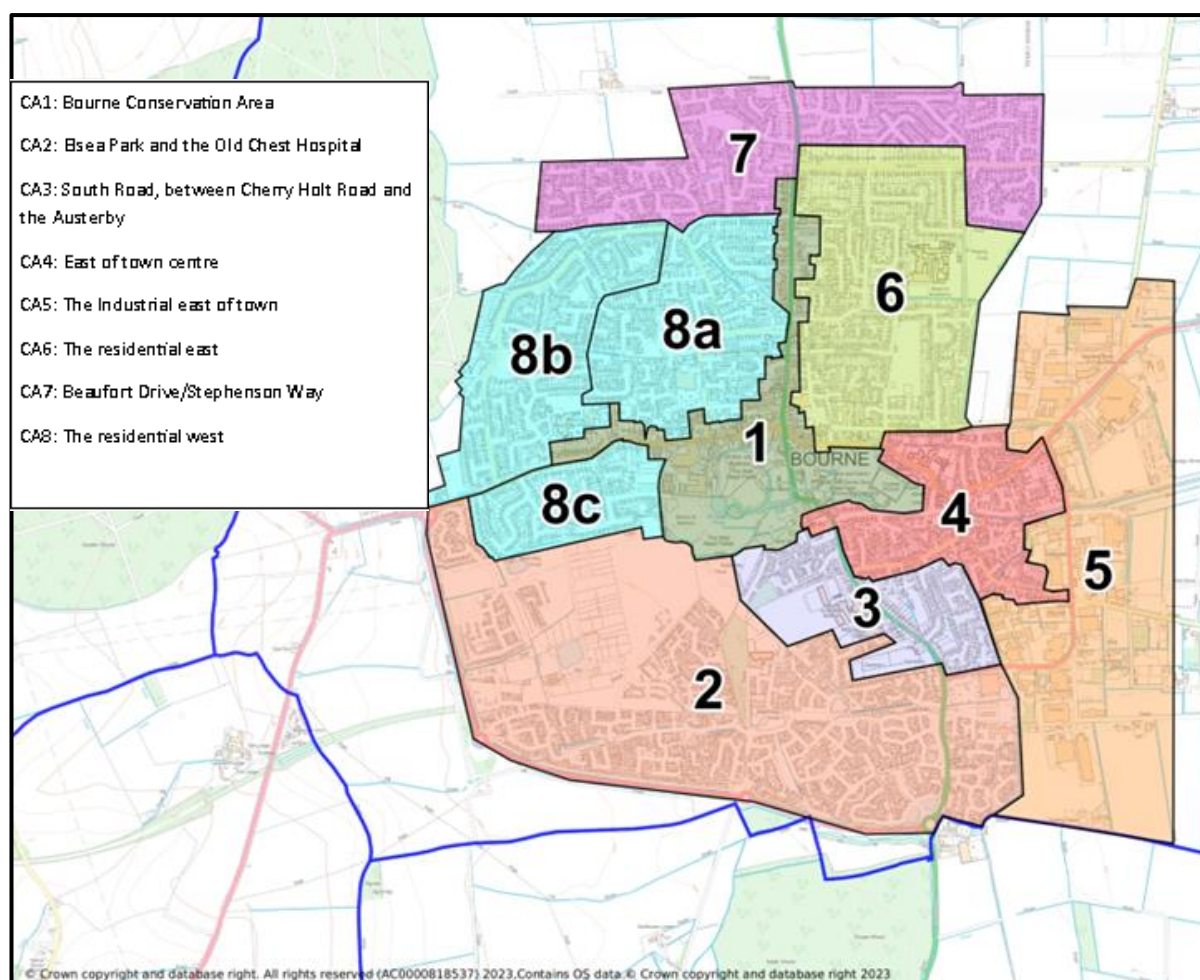 CA1: Bourne Conservation Area
CA2: Elsea Park and the Old Chest Hospital
CA3: South Road, between Cherry Holt Road and
the Austerby
CA4: East of town centre
CA5: The Industrial east of town
CA6: The residential east
CA7: Beaufort Drive/Stephenson Way
CA8: The residential west
7
6
8a
8b
1
BOURNE
8c
4
5
3
2
© Crown copyright and database right. All rights reserved (AC0000818537) 2023,Contains OS data © Crown copyright and database right 2023